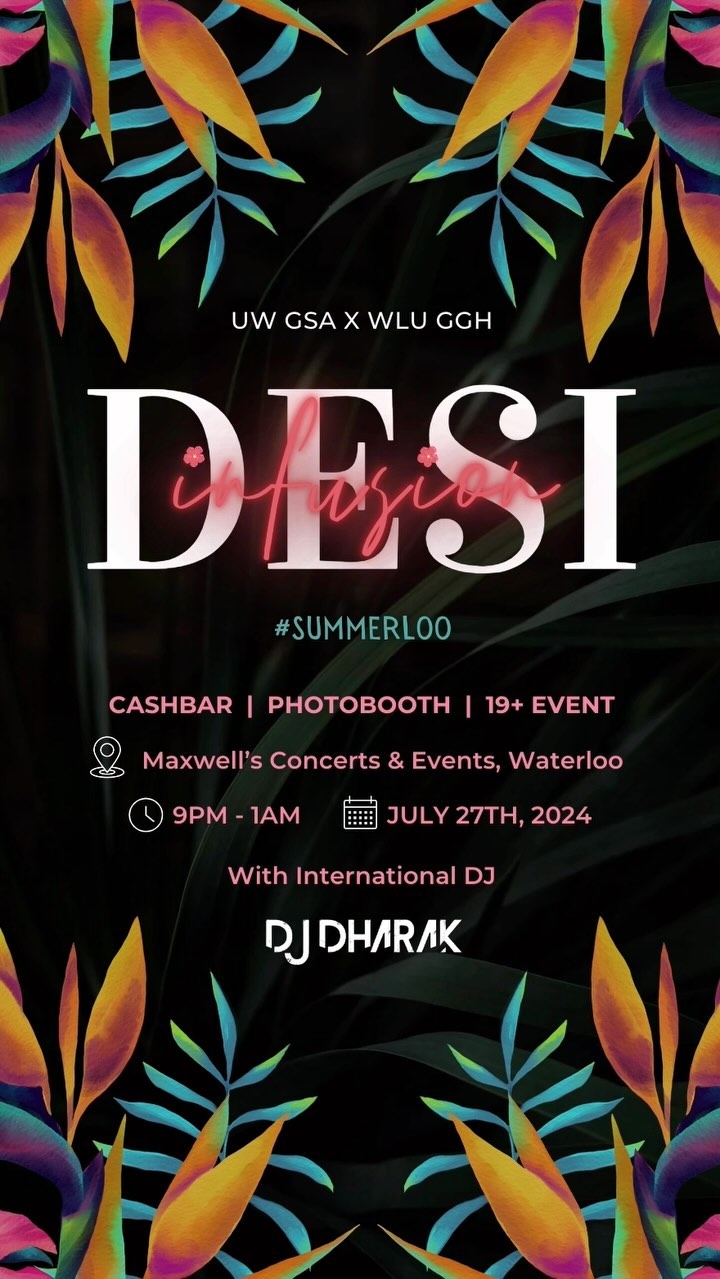 UW GSA X WLU GGH
DESI
infusion
#SUMMERLOO
CASHBAR | PHOTOBOOTH | 19+ EVENT
Maxwell's Concerts & Events, Waterloo
9PM - 1AM JULY 27TH, 2024
With International DJ
DJ DHARAK